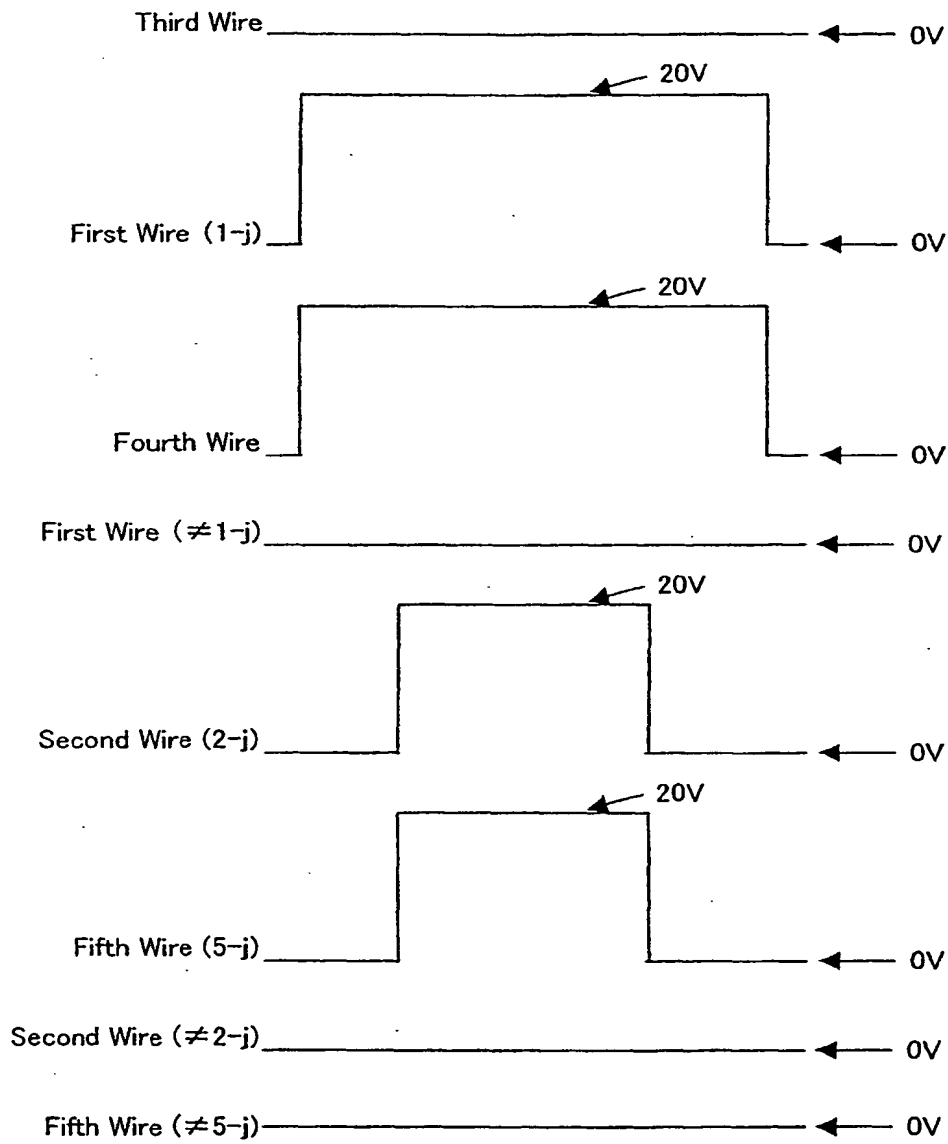 Third Wire
0V
20V
First Wire (1-j)
0V
20V
Fourth Wire
0V
First Wire (≠1-j)
0V
20V
Second Wire (2-j)
0V
20V
Fifth Wire (5-j)
0V
Second Wire (≠2-j)
0V
Fifth Wire (≠5-j)
0V